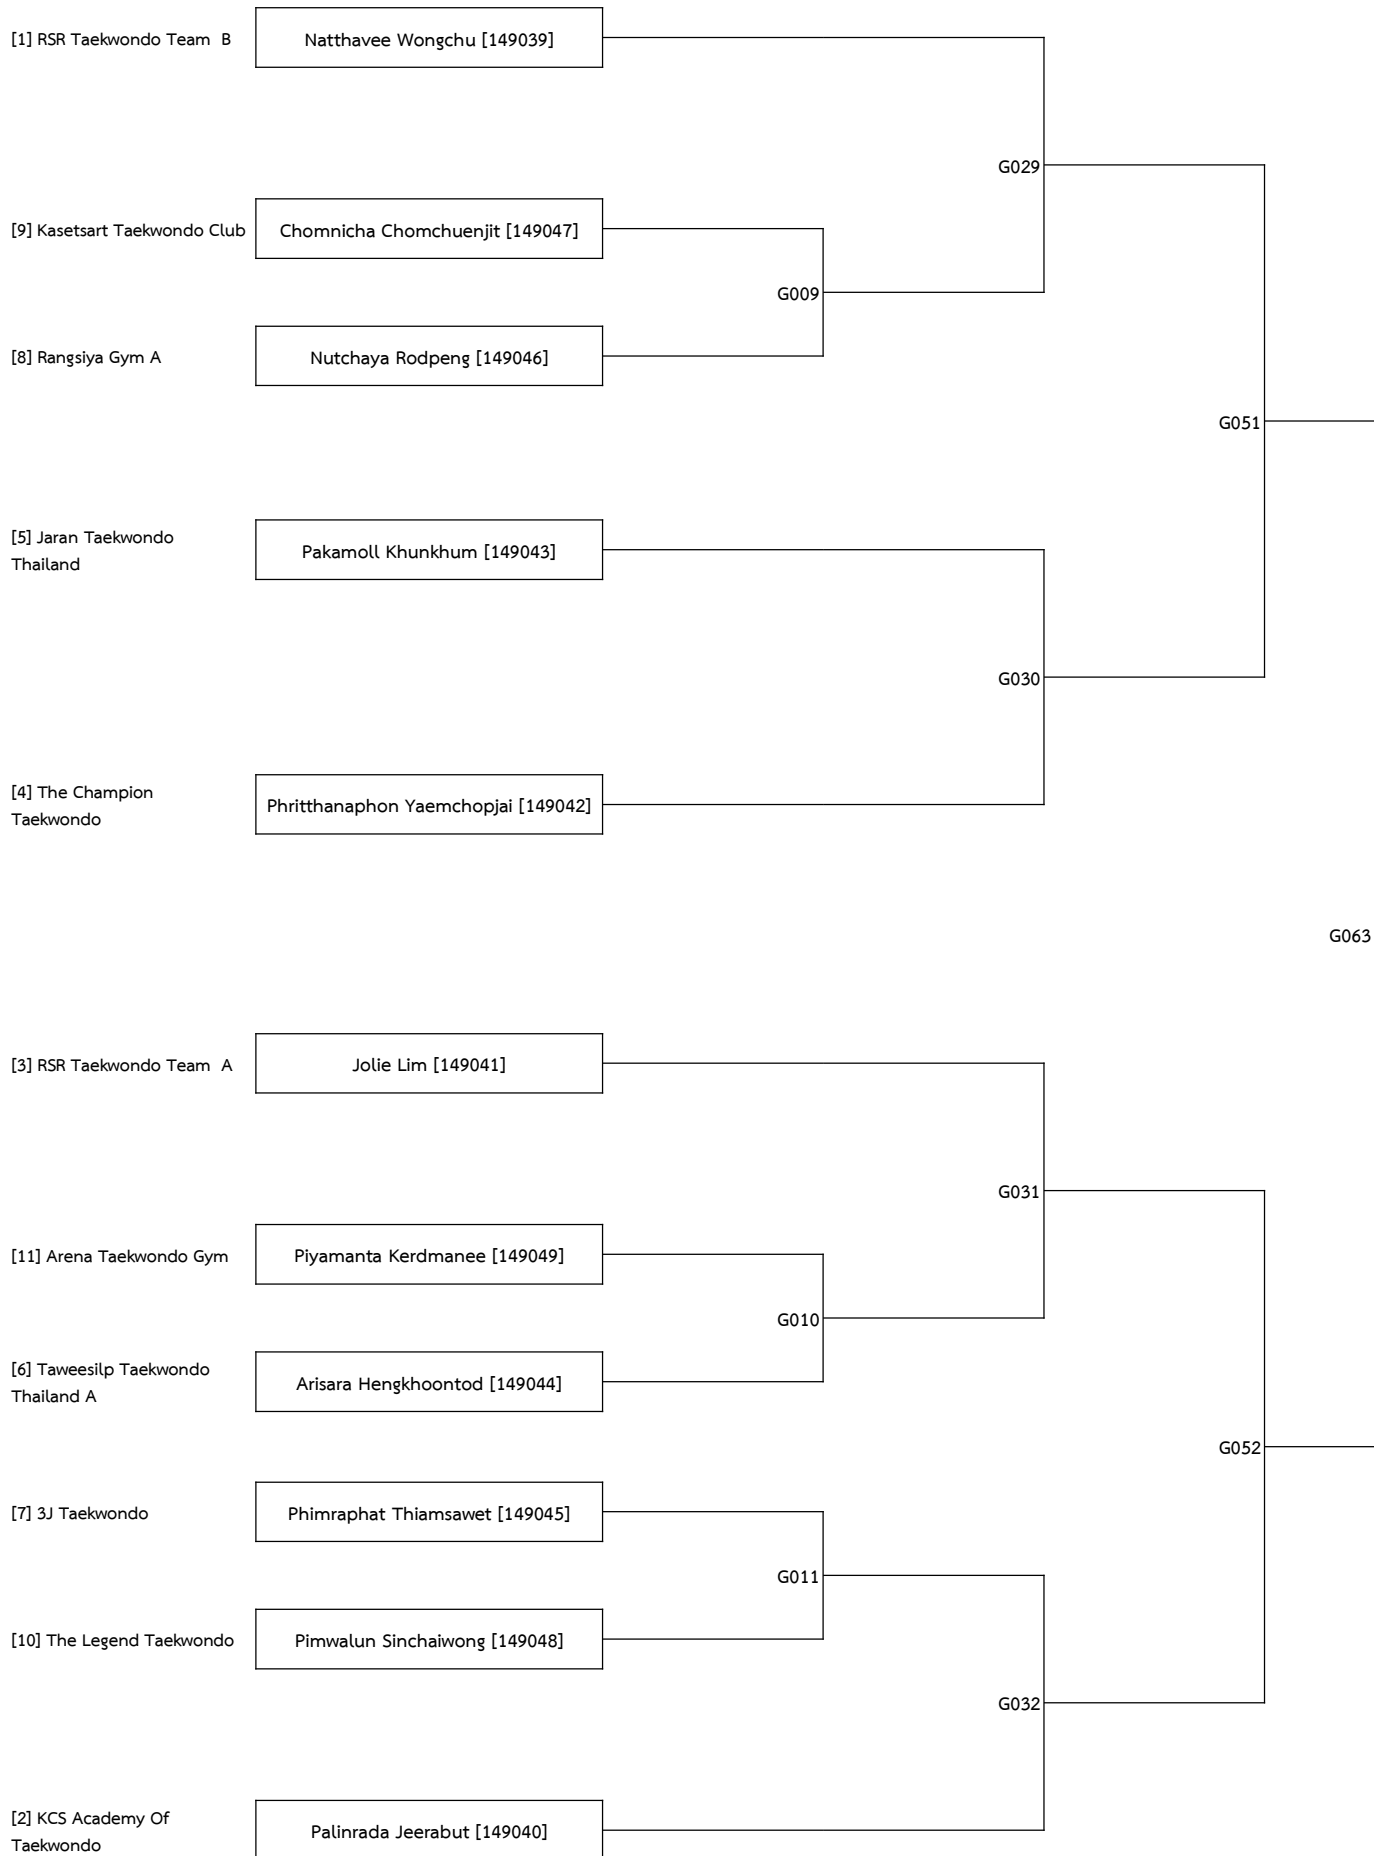 [1] RSR Taekwondo Team  B
Natthavee Wongchu [149039]
G029
[9] Kasetsart Taekwondo Club
Chomnicha Chomchuenjit [149047]
G009
[8] Rangsiya Gym A
Nutchaya Rodpeng [149046]
G051
[5] Jaran Taekwondo
Thailand
Pakamoll Khunkhum [149043]
G030
[4] The Champion
Taekwondo
Phritthanaphon Yaemchopjai [149042]
G063
[3] RSR Taekwondo Team  A
Jolie Lim [149041]
G031
[11] Arena Taekwondo Gym
Piyamanta Kerdmanee [149049]
G010
[6] Taweesilp Taekwondo
Thailand A
Arisara Hengkhoontod [149044]
G052
[7] 3J Taekwondo
Phimraphat Thiamsawet [149045]
G011
[10] The Legend Taekwondo
Pimwalun Sinchaiwong [149048]
G032
[2] KCS Academy Of
Taekwondo
Palinrada Jeerabut [149040]